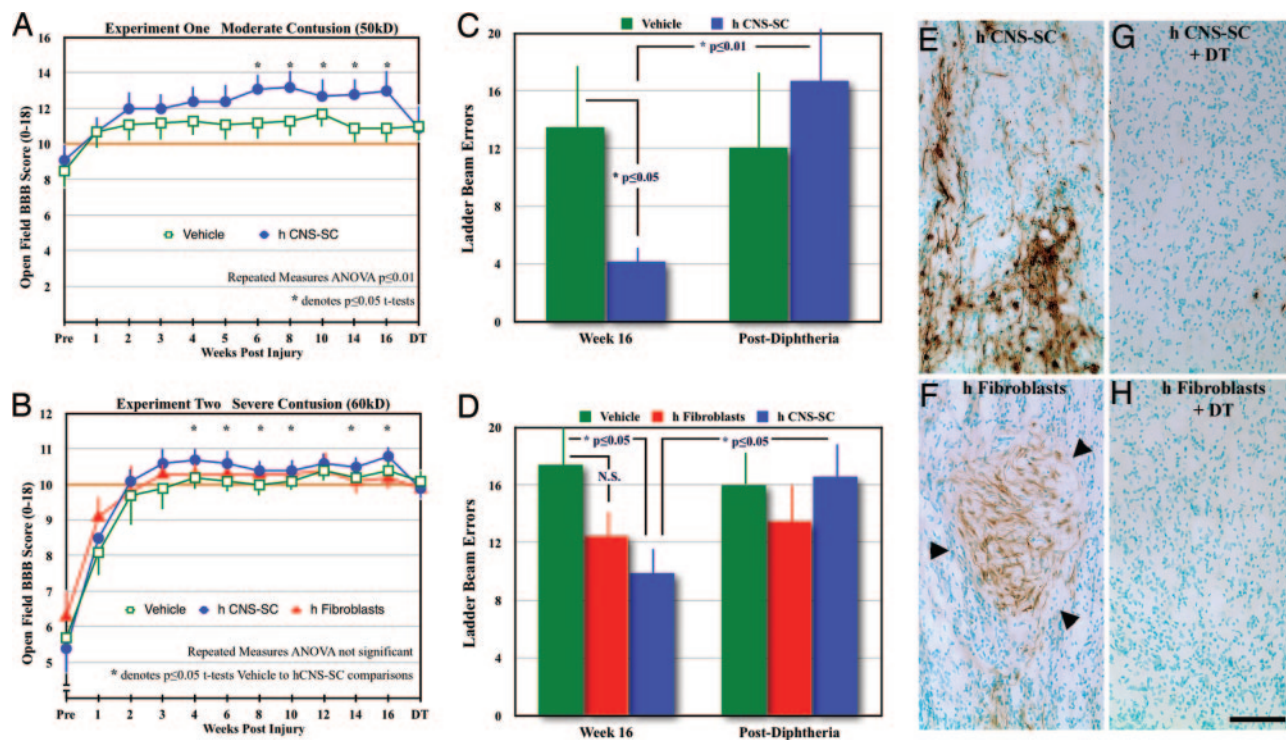 A
Experiment One Moderate Contusion (50kD)
Open Field BBB Score (0-18)
16
14
12
10
8
6
4
2
* * * * *
Vehicle h CNS-SC
Repeated Measures ANOVA p≤0.01
* denotes p≤0.05 t-tests
Pre 1 2 3 4 5 6 8 10 14 16 DT
Weeks Post Injury
B
Experiment Two Severe Contusion (60kD)
Open Field BBB Score (0-18)
12
11
10
9
8
7
6
5
* * * * * *
Vehicle h CNS-SC h Fibroblasts
Repeated Measures ANOVA not significant
* denotes p≤0.05 t-tests Vehicle to hCNS-SC comparisons
Pre 1 2 3 4 6 8 10 12 14 16 DT
Weeks Post Injury
C
Vehicle h CNS-SC
Ladder Beam Errors
20
16
12
8
4
0
* p≤0.01
* p≤0.05
Week 16 Post-Diphtheria
D
Vehicle h Fibroblasts h CNS-SC
Ladder Beam Errors
20
16
12
8
4
0
* p≤0.05 * p≤0.05
N.S.
Week 16 Post-Diphtheria
E
h CNS-SC
G
h CNS-SC
+ DT
F
h Fibroblasts
H
h Fibroblasts
+ DT